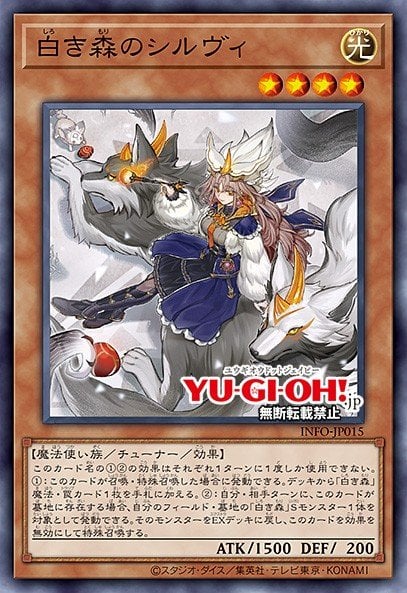 白き森のシルヴィ
しろ もり
光
ひかり
ユウギオウドットジェイピー
YU-GI-OH!.jp
無断転載禁止
INFO-JP015
【魔法使い族／チューナー／効果】
このカード名の①②の効果はそれぞれ1ターンに1度しか使用できない。
①：このカードが召喚・特殊召喚した場合に発動できる。デッキから「白き森」
魔法・罠カード1枚を手札に加える。②：自分・相手ターンに、このカードが
墓地に存在する場合、自分のフィールド・墓地の「白き森」Sモンスター1体を
対象として発動できる。そのモンスターをEXデッキに戻し、このカードを効果を
無効にして特殊召喚する。
ATK/1500 DEF/ 200
©スタジオ・ダイス／集英社・テレビ東京・KONAMI